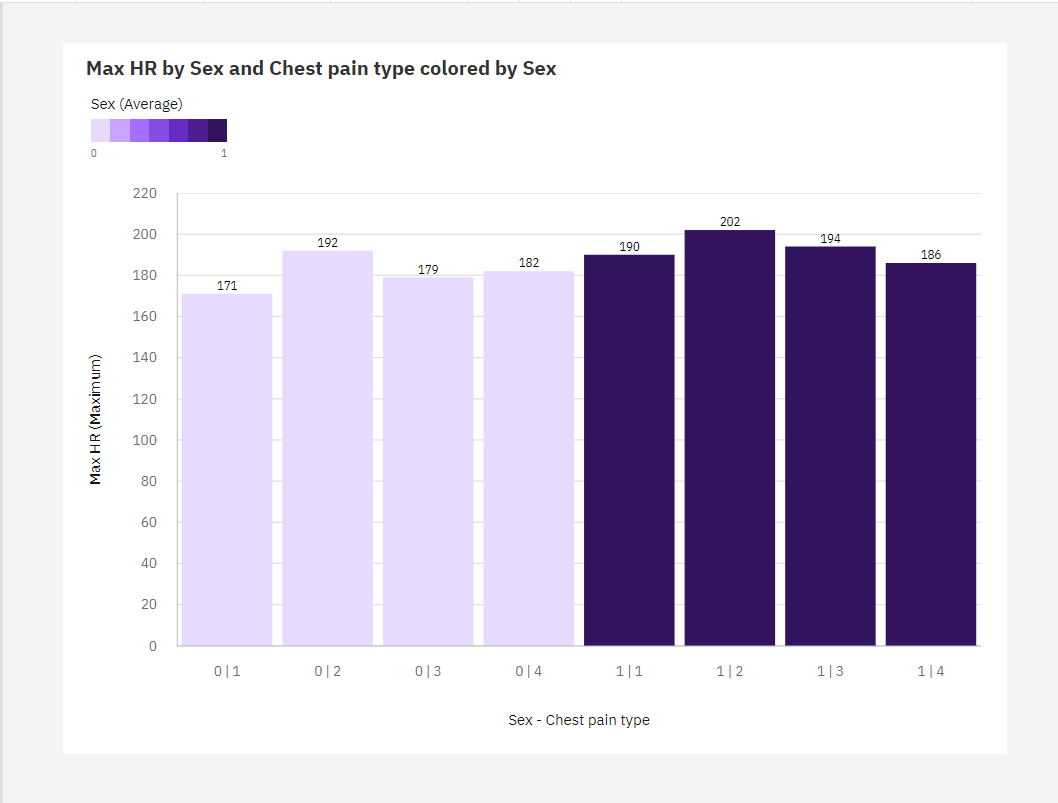 Max HR by Sex and Chest pain type colored by Sex
Sex (Average)
0 1
220
200
180
160
140
120
100
80
60
40
20
0
Max HR (Maximum)
171
192
179
182
190
202
194
186
0 | 1
0 | 2
0 | 3
0 | 4
1 | 1
1 | 2
1 | 3
1 | 4
Sex - Chest pain type